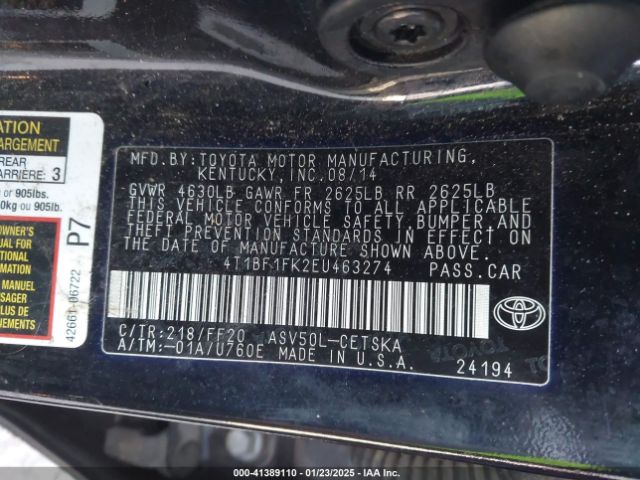 ATION
ARGEMENT
REAR
ARRIÈRE 3
or 905lbs.
0kg ou 905lb.
OWNER'S
MANUAL FOR
MATION
MANUEL
SAGER
P7
42661-06722
MFD.BY:TOYOTA MOTOR MANUFACTURING,
KENTUCKY,INC.08/14
GVWR 4630LB GAWR FR 2625LB RR 2625LB
THIS VEHICLE CONFORMS TO ALL APPLICABLE
FEDERAL MOTOR VEHICLE SAFETY,BUMPER,AND
THEFT PREVENTION STANDARDS IN EFFECT ON
THE DATE OF MANUFACTURE SHOWN ABOVE.
4T1BF1FK2EU463274 PASS.CAR
C/TR:218/FF20 ASV50L-CETSKA
A/TM:-01A/U760E MADE IN U.S.A.
24194
TOYOTA
000-41389110 - 01/23/2025 - IAA Inc.